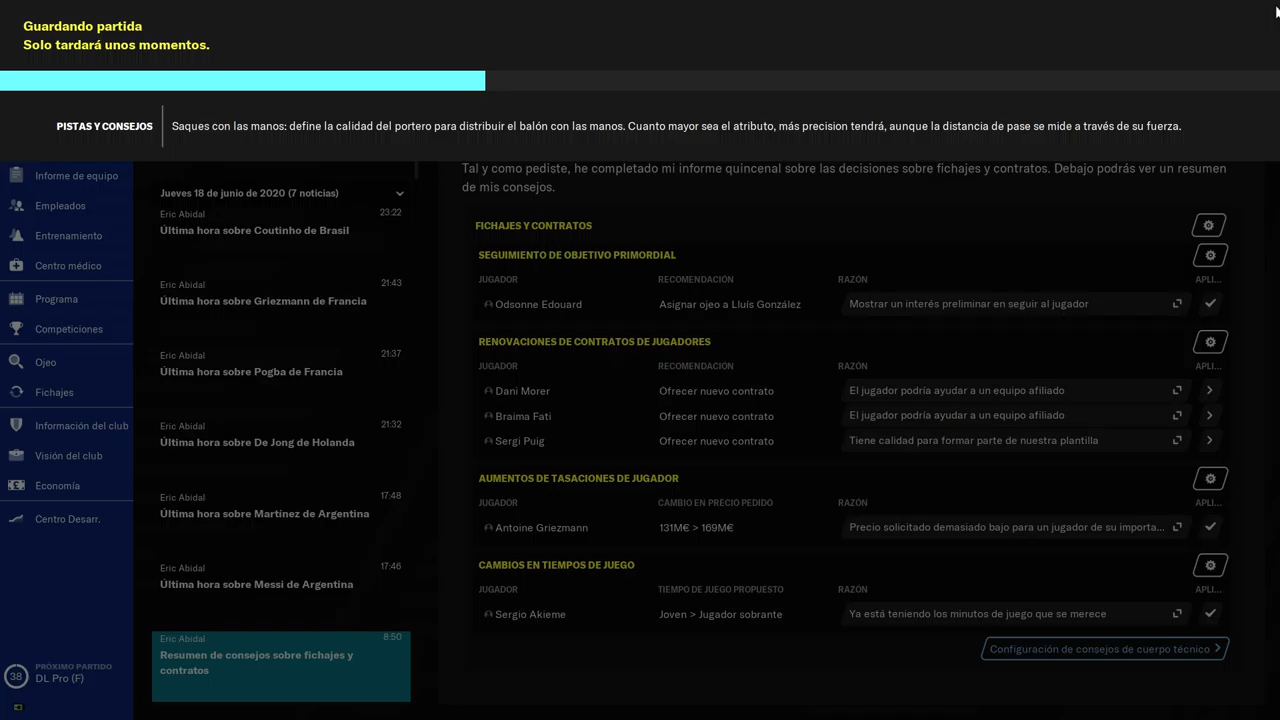 Guardando partida
Solo tardará unos momentos.
PISTAS Y CONSEJOS
Saques con las manos: define la calidad del portero para distribuir el balón con las manos. Cuanto mayor sea el atributo, más precision tendrá, aunque la distancia de pase se mide a través de su fuerza.
Informe de equipo
Empleados
Entrenamiento
Centro médico
Programa
Competiciones
Ojeo
Fichajes
Información del club
Visión del club
Economía
Centro Desarr.
38
PRÓXIMO PARTIDO
DL Pro (F)
Jueves 18 de junio de 2020 (7 noticias)
Eric Abidal 23:22
Última hora sobre Coutinho de Brasil
Eric Abidal 21:43
Última hora sobre Griezmann de Francia
Eric Abidal 21:37
Última hora sobre Pogba de Francia
Eric Abidal 21:32
Última hora sobre De Jong de Holanda
Eric Abidal 17:48
Última hora sobre Martínez de Argentina
Eric Abidal 17:46
Última hora sobre Messi de Argentina
Eric Abidal 8:50
Resumen de consejos sobre fichajes y
contratos
Tal y como pediste, he completado mi informe quincenal sobre las decisiones sobre fichajes y contratos. Debajo podrás ver un resumen
de mis consejos.
FICHAJES Y CONTRATOS
SEGUIMIENTO DE OBJETIVO PRIMORDIAL
JUGADOR RECOMENDACIÓN RAZÓN APLI...
Odsonne Edouard Asignar ojeo a Lluís González Mostrar un interés preliminar en seguir al jugador
RENOVACIONES DE CONTRATOS DE JUGADORES
JUGADOR RECOMENDACIÓN RAZÓN APLI...
Dani Morer Ofrecer nuevo contrato El jugador podría ayudar a un equipo afiliado
Braima Fati Ofrecer nuevo contrato El jugador podría ayudar a un equipo afiliado
Sergi Puig Ofrecer nuevo contrato Tiene calidad para formar parte de nuestra plantilla
AUMENTOS DE TASACIONES DE JUGADOR
JUGADOR CAMBIO EN PRECIO PEDIDO RAZÓN APLI...
Antoine Griezmann 131M€ > 169M€ Precio solicitado demasiado bajo para un jugador de su importa...
CAMBIOS EN TIEMPOS DE JUEGO
JUGADOR TIEMPO DE JUEGO PROPUESTO RAZÓN APLI...
Sergio Akieme Joven > Jugador sobrante Ya está teniendo los minutos de juego que se merece
Configuración de consejos de cuerpo técnico